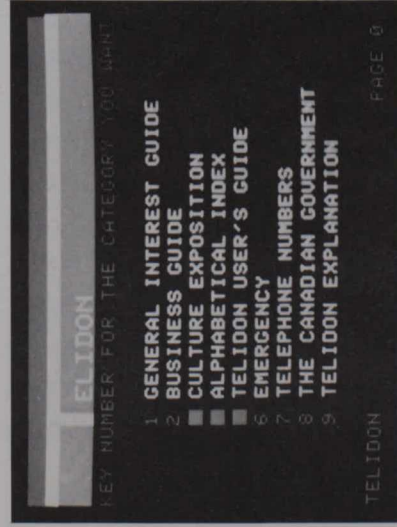 ELIDON
KEY NUMBER FOR THE CATEGORY YOU WANT
1 GENERAL INTEREST GUIDE
2 BUSINESS GUIDE
CULTURE EXPOSITION
ALPHABETICAL INDEX
TELIDON USER'S GUIDE
6 EMERGENCY
7 TELEPHONE NUMBERS
8 THE CANADIAN GOVERNMENT
9 TELIDON EXPLANATION
TELIDON PAGE 0